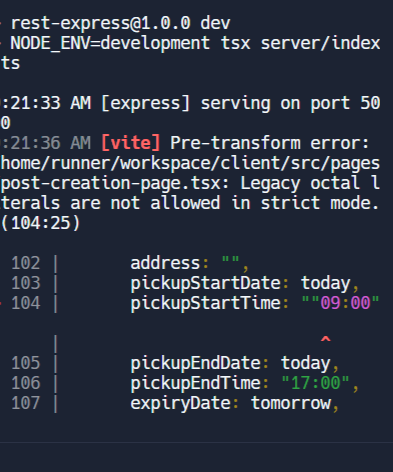 rest-express@1.0.0 dev
NODE_ENV=development tsx server/index
ts
:21:33 AM [express] serving on port 50
0
:21:36 AM [vite] Pre-transform error:
home/runner/workspace/client/src/pages
post-creation-page.tsx: Legacy octal l
terals are not allowed in strict mode.
(104:25)
102 | address: "",
103 | pickupStartDate: today,
104 | pickupStartTime: ""09:00"
| ^
105 | pickupEndDate: today,
106 | pickupEndTime: "17:00",
107 | expiryDate: tomorrow,